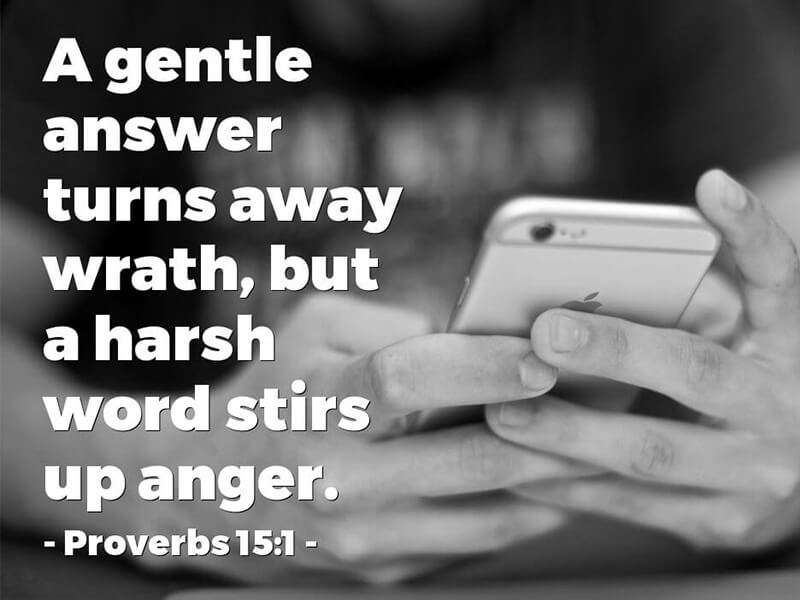 A gentle
answer
turns away
wrath, but
a harsh
word stirs
up anger.
- Proverbs 15:1 -